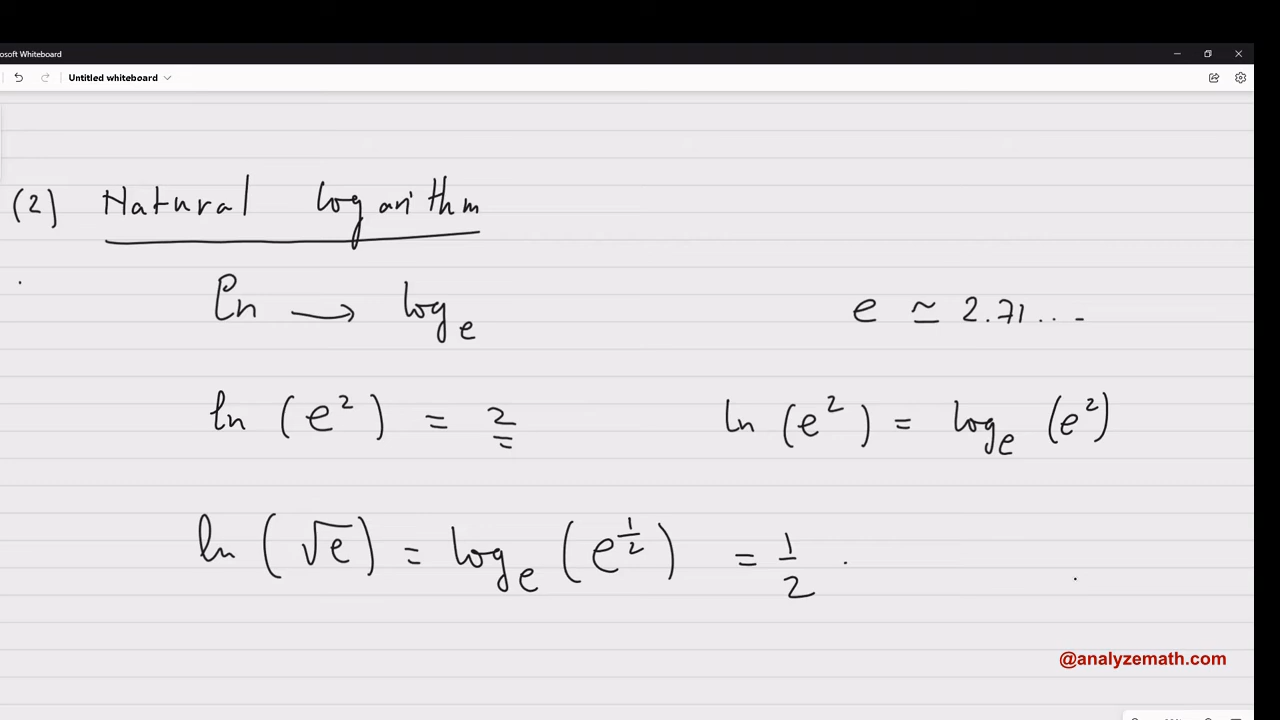 osoft Whiteboard
Untitled whiteboard
(2) Natural logarithm
ln → log_e
e ≃ 2.71...-
ln (e²) = 2
ln (e²) = log_e (e²)
ln (√e) = log_e (e^½) = 1/2
@analyzemath.com